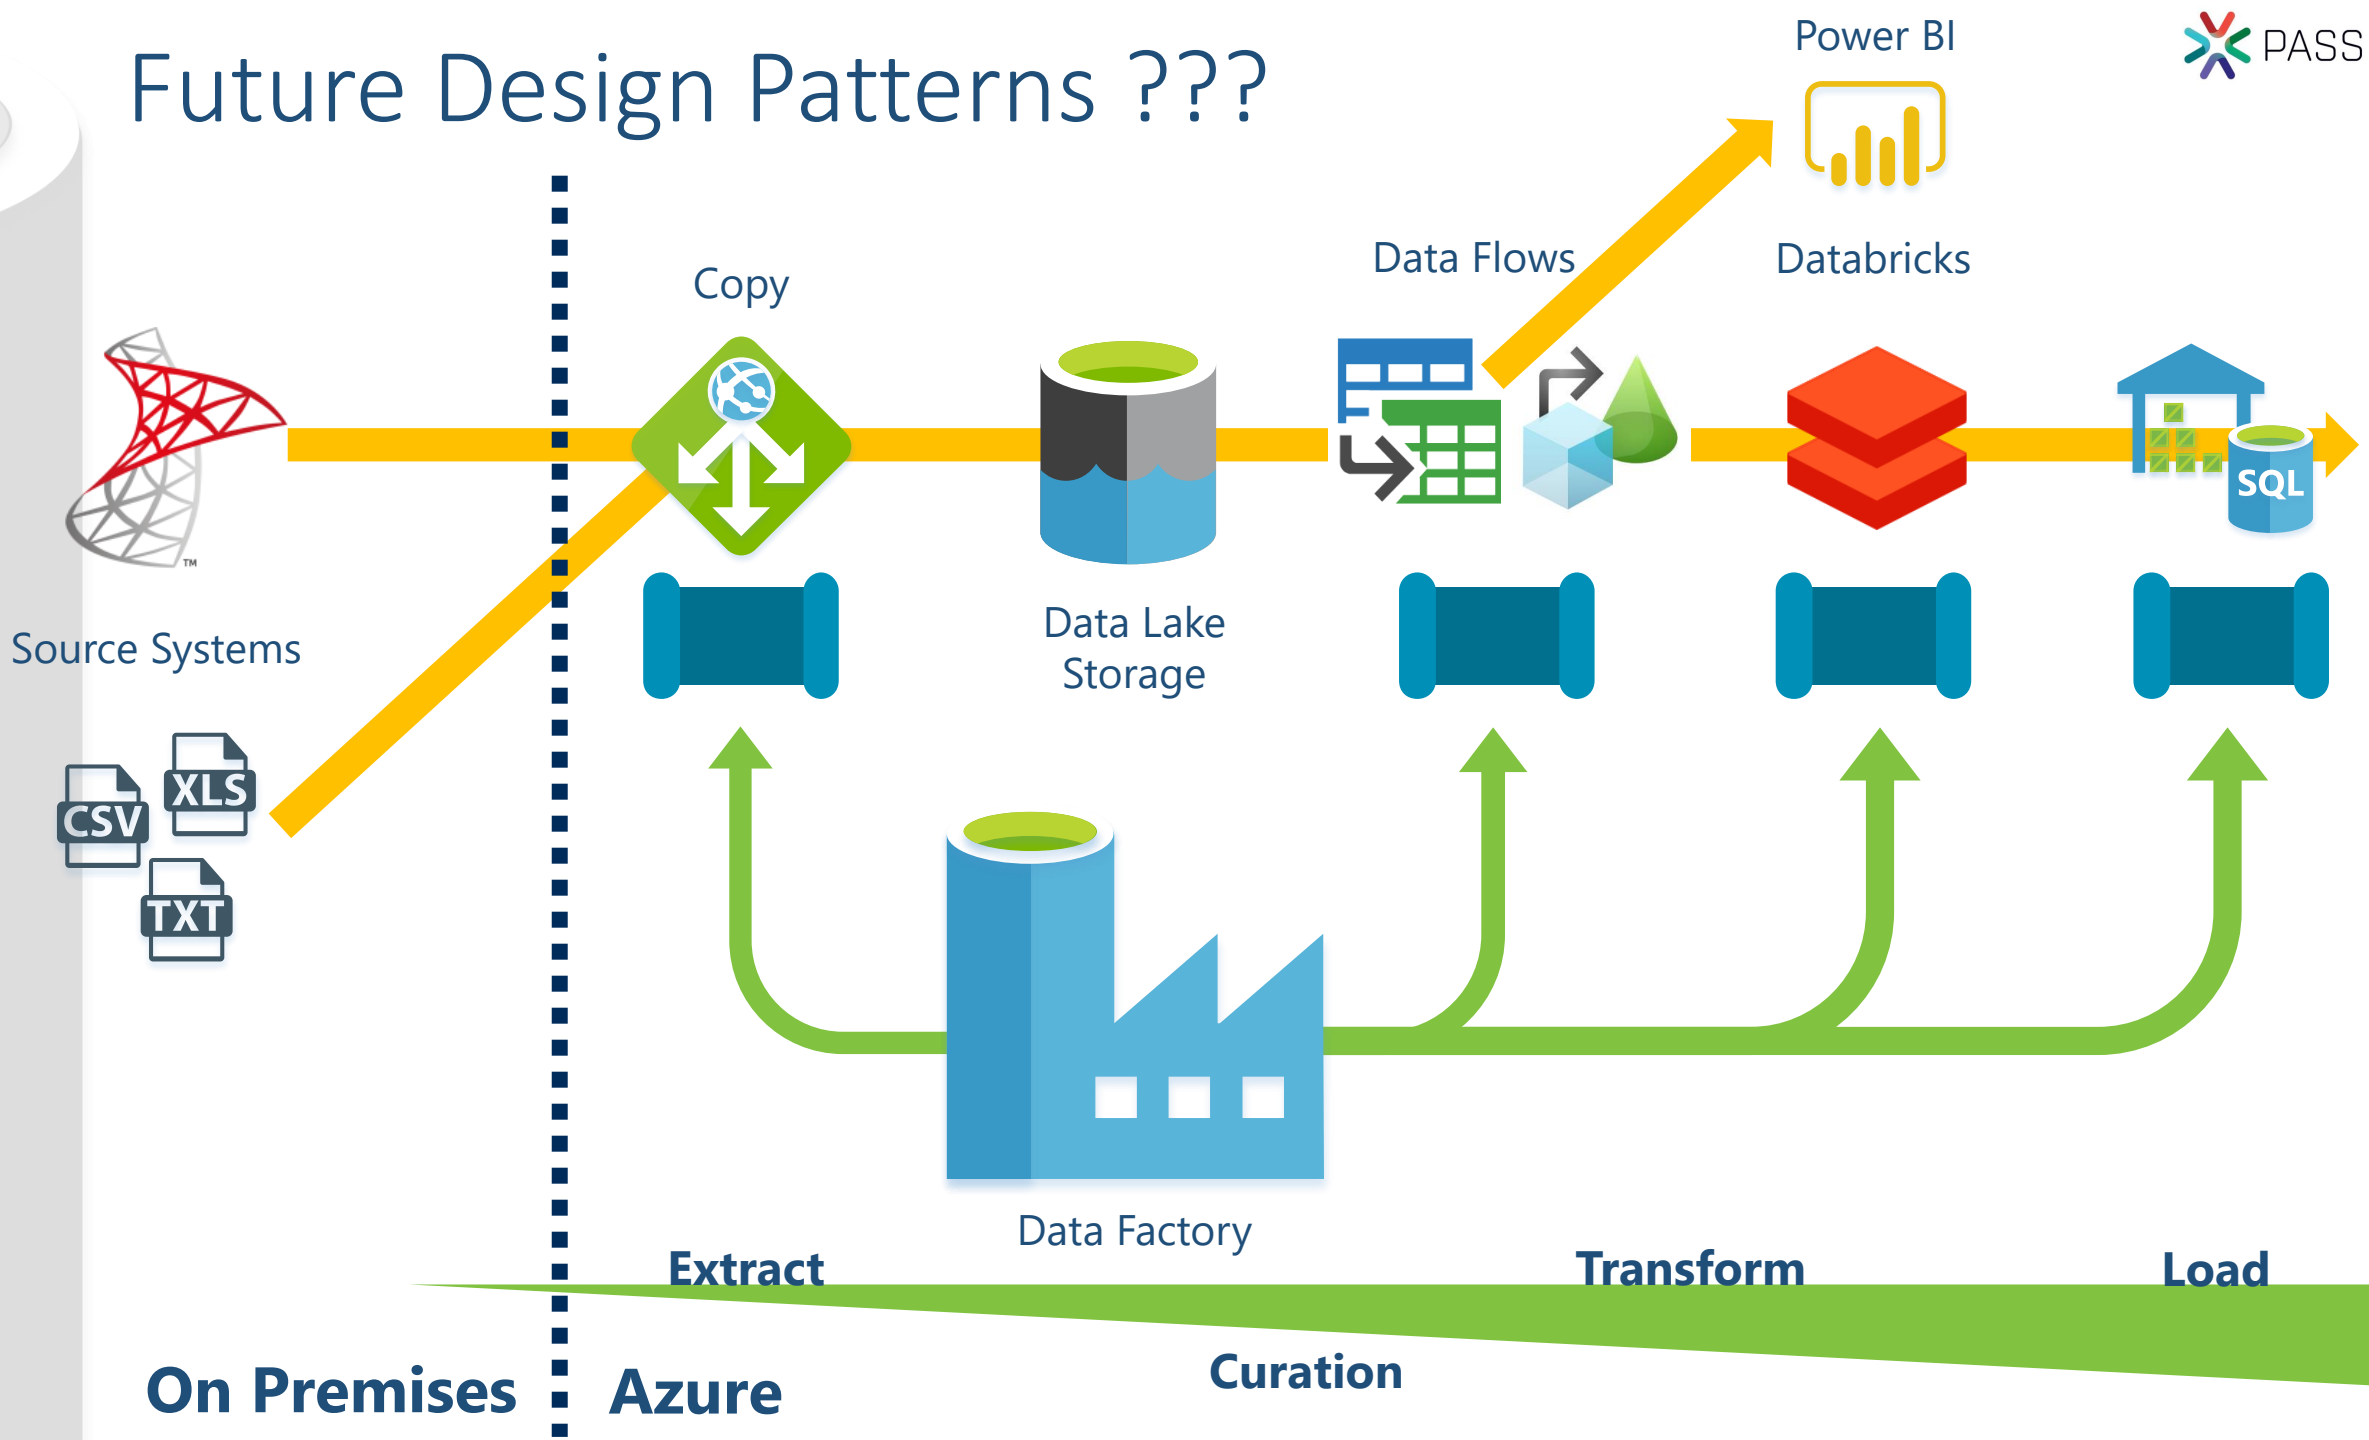 Future Design Patterns ???
Power BI
PASS
Copy
Data Flows
Databricks
SQL
TM
Source Systems
Data Lake
Storage
XLS
CSV
TXT
Data Factory
Extract
Transform
Load
Curation
On Premises
Azure